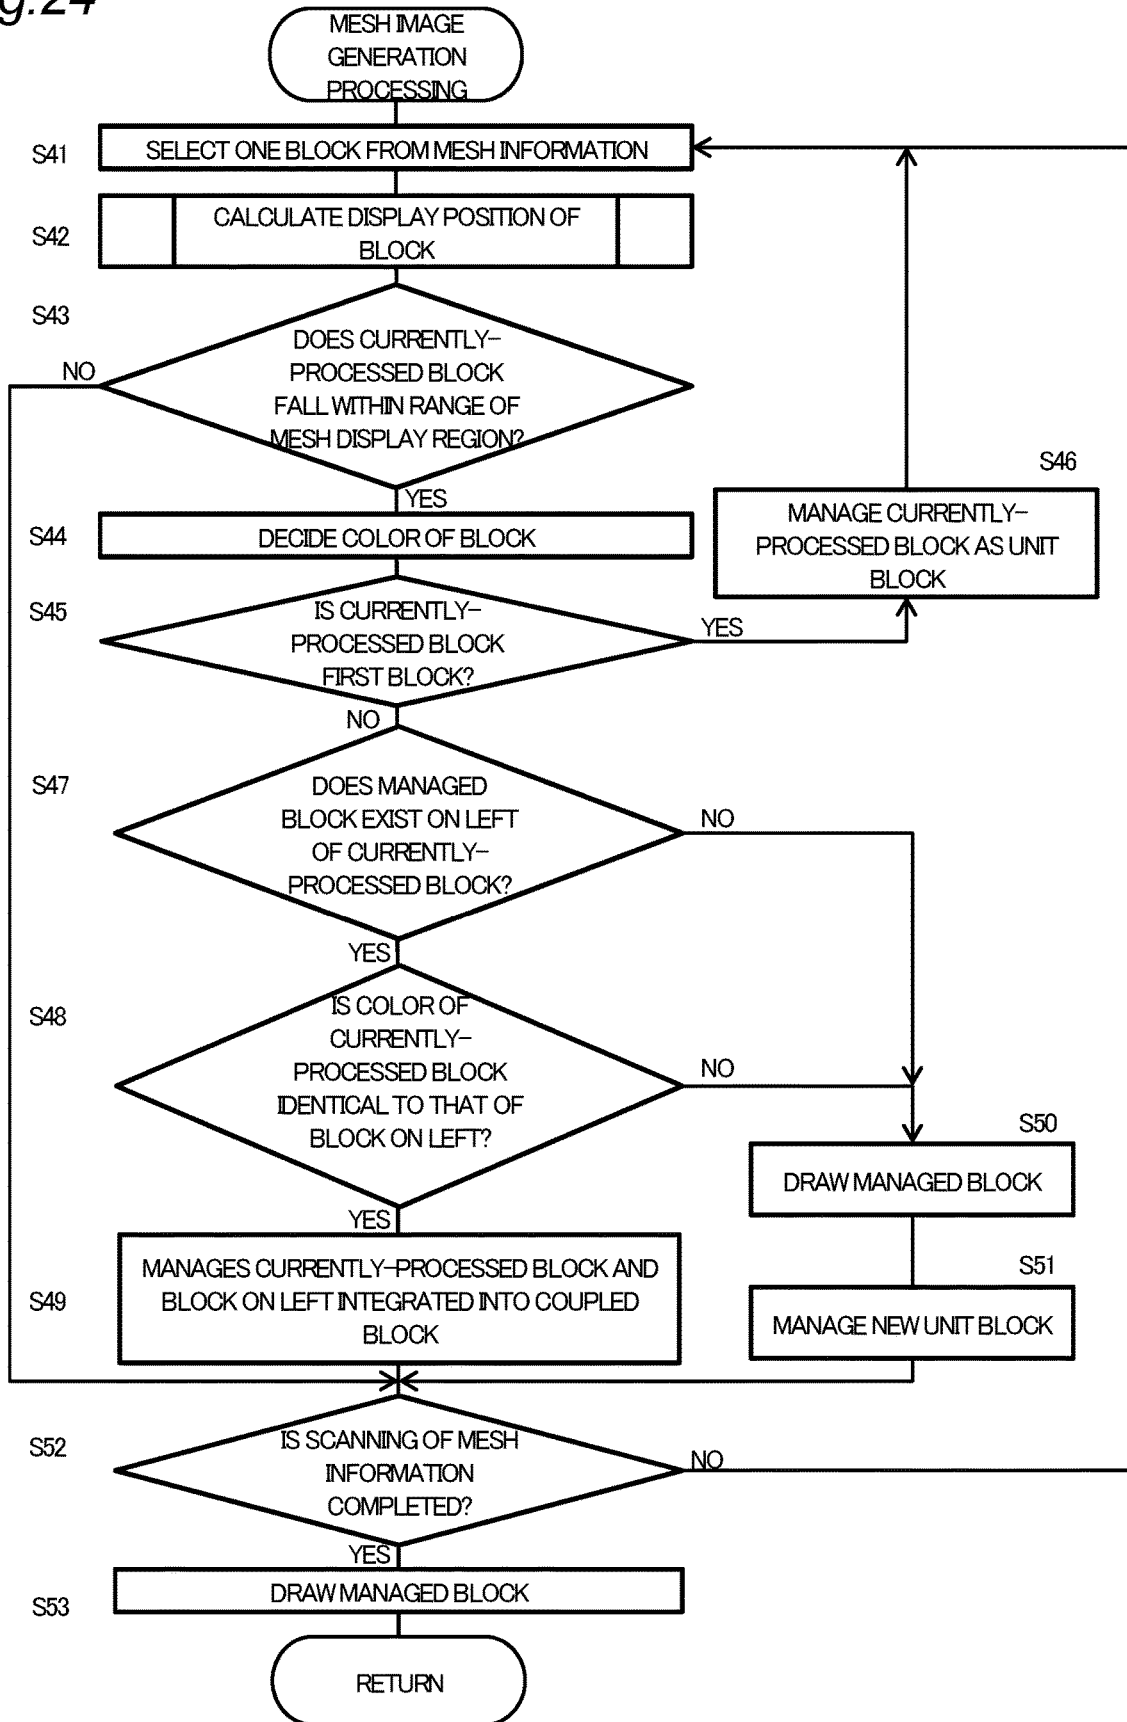 g.24
MESH IMAGE
GENERATION
PROCESSING
S41
SELECT ONE BLOCK FROM MESH INFORMATION
S42
CALCULATE DISPLAY POSITION OF
BLOCK
S43
DOES CURRENTLY-
PROCESSED BLOCK
FALL WITHIN RANGE OF
MESH DISPLAY REGION?
NO
YES
S46
MANAGE CURRENTLY-
PROCESSED BLOCK AS UNIT
BLOCK
S44
DECIDE COLOR OF BLOCK
S45
IS CURRENTLY-
PROCESSED BLOCK
FIRST BLOCK?
YES
NO
S47
DOES MANAGED
BLOCK EXIST ON LEFT
OF CURRENTLY-
PROCESSED BLOCK?
NO
YES
S48
IS COLOR OF
CURRENTLY-
PROCESSED BLOCK
IDENTICAL TO THAT OF
BLOCK ON LEFT?
NO
YES
S50
DRAW MANAGED BLOCK
S49
MANAGES CURRENTLY-PROCESSED BLOCK AND
BLOCK ON LEFT INTEGRATED INTO COUPLED
BLOCK
S51
MANAGE NEW UNIT BLOCK
S52
IS SCANNING OF MESH
INFORMATION
COMPLETED?
NO
YES
S53
DRAW MANAGED BLOCK
RETURN